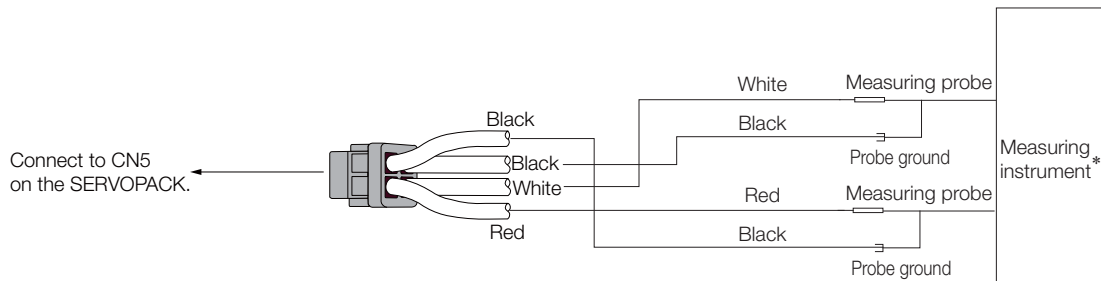 White
Measuring probe
Black
Black
Probe ground
Connect to CN5
on the SERVOPACK.
Black
White
Measuring
instrument*
Red
Measuring probe
Red
Black
Probe ground